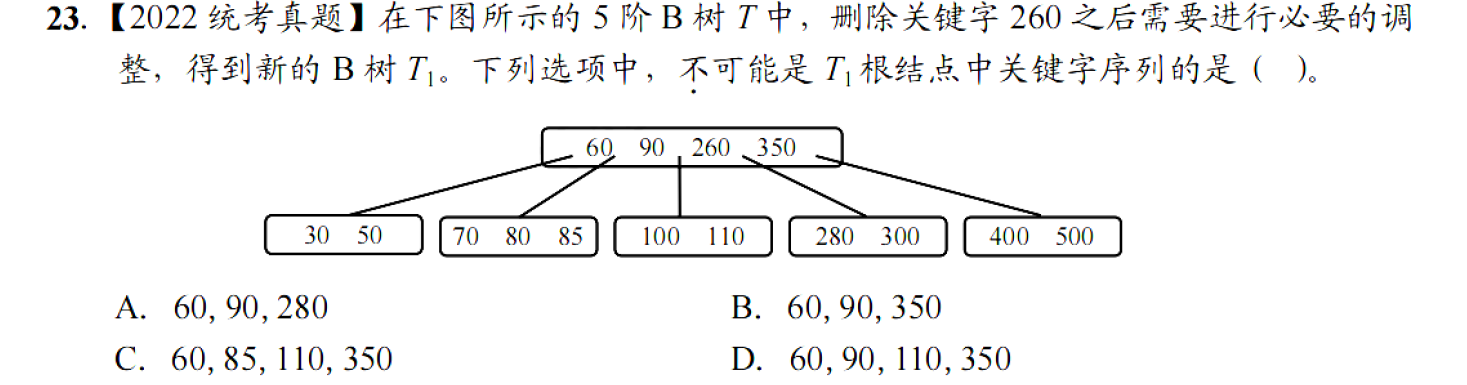 23. 【2022 统考真题】在下图所示的 5 阶 B 树 T 中，删除关键字 260 之后需要进行必要的调
整，得到新的 B 树 T₁。下列选项中，不可能是 T₁ 根结点中关键字序列的是（ ）。
60 90 260 350
30 50 70 80 85 100 110 280 300 400 500
A. 60, 90, 280 B. 60, 90, 350
C. 60, 85, 110, 350 D. 60, 90, 110, 350